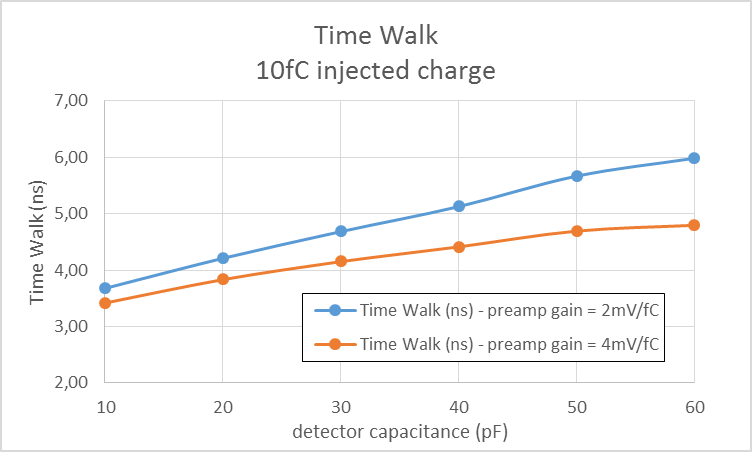 Time Walk
10fC injected charge
7,00
6,00
5,00
4,00
3,00
2,00
Time Walk(ns)
Time Walk (ns) - preamp gain = 2mV/fC
Time Walk (ns) - preamp gain = 4mV/fC
10 20 30 40 50 60
detector capacitance (pF)